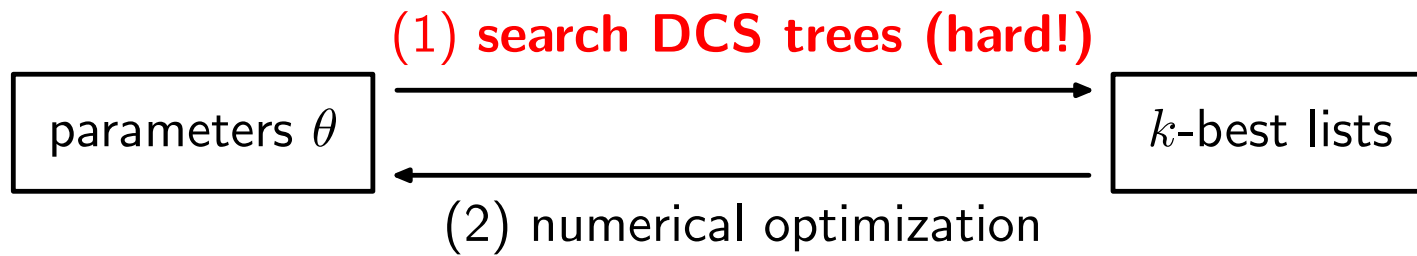 (1) search DCS trees (hard!)
parameters θ
k-best lists
(2) numerical optimization